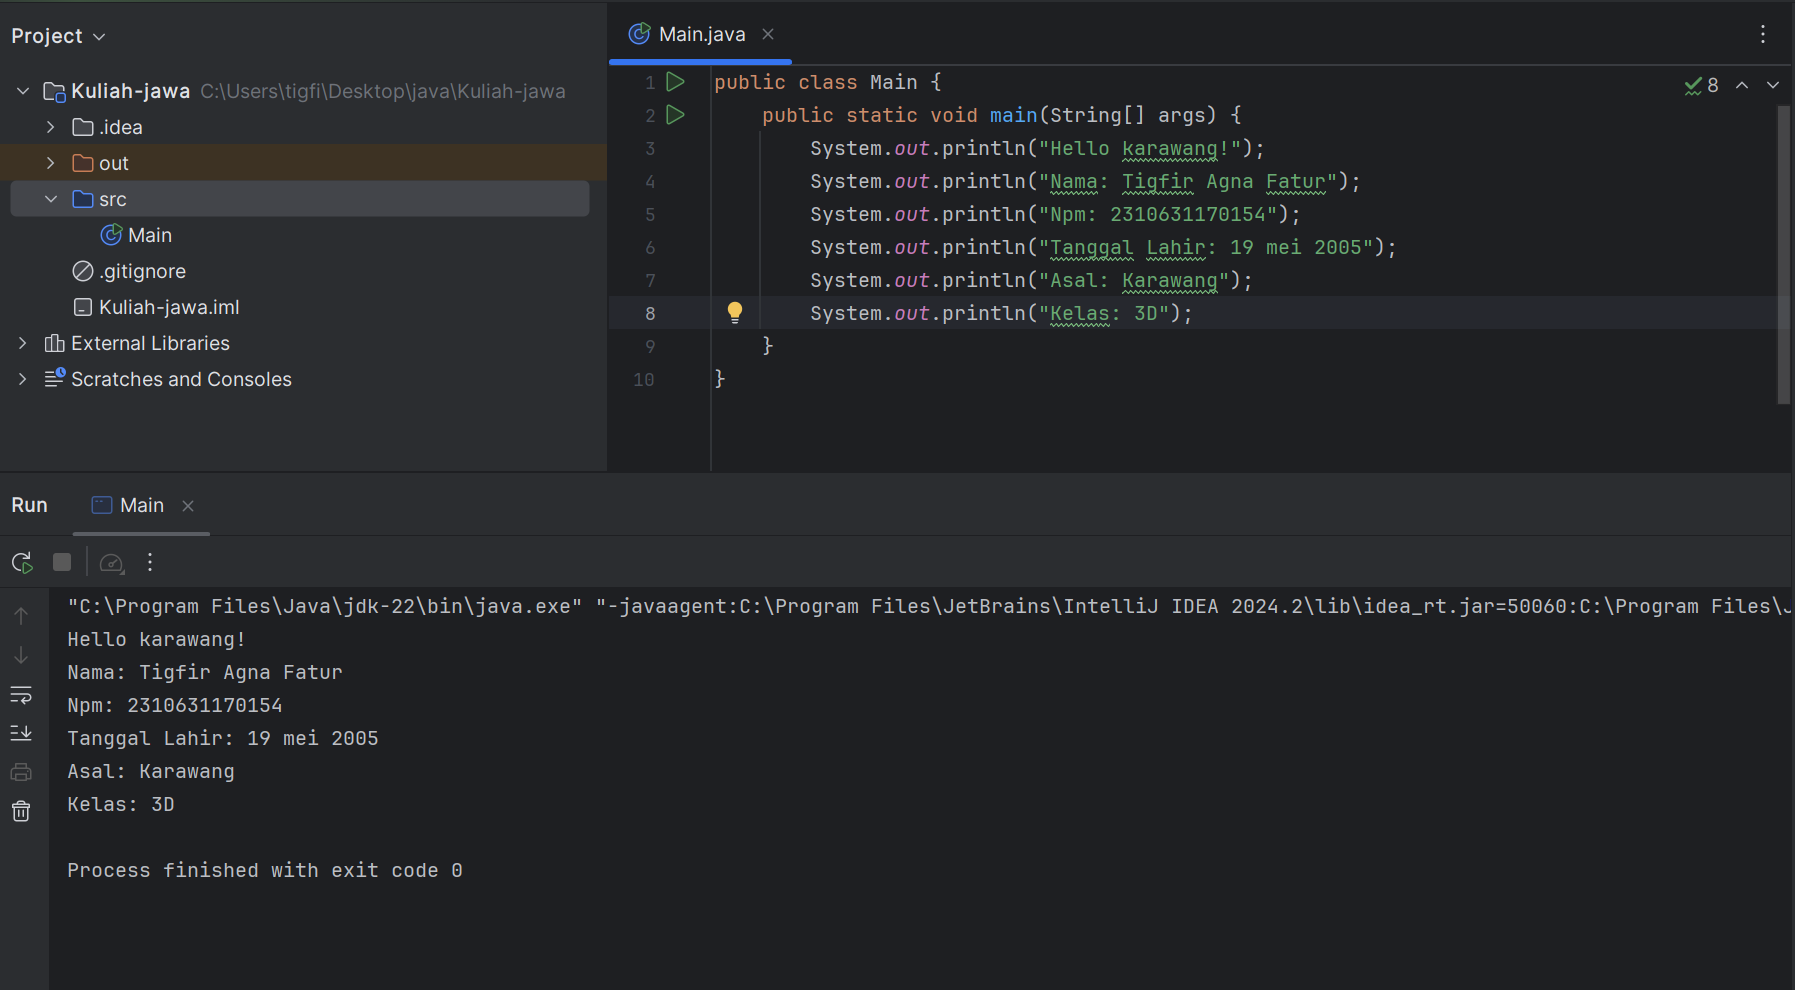 Project
Kuliah-jawa C:\Users\tigfi\Desktop\java\Kuliah-jawa
.idea
out
src
Main
.gitignore
Kuliah-jawa.iml
External Libraries
Scratches and Consoles
Main.java
8
1 public class Main {
2 public static void main(String[] args) {
3 System.out.println("Hello karawang!");
4 System.out.println("Nama: Tigfir Agna Fatur");
5 System.out.println("Npm: 2310631170154");
6 System.out.println("Tanggal Lahir: 19 mei 2005");
7 System.out.println("Asal: Karawang");
8 System.out.println("Kelas: 3D");
9 }
10 }
Run Main
"C:\Program Files\Java\jdk-22\bin\java.exe" "-javaagent:C:\Program Files\JetBrains\IntelliJ IDEA 2024.2\lib\idea_rt.jar=50060:C:\Program Files\J
Hello karawang!
Nama: Tigfir Agna Fatur
Npm: 2310631170154
Tanggal Lahir: 19 mei 2005
Asal: Karawang
Kelas: 3D
Process finished with exit code 0